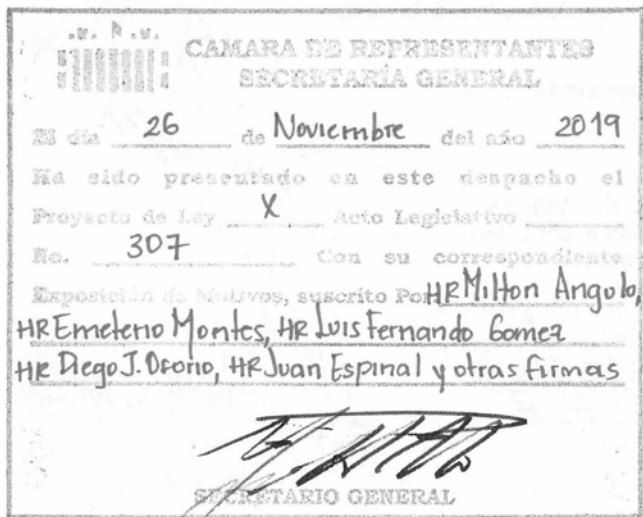 CAMARA DE REPRESENTANTES
SECRETARÍA GENERAL
El día 26 de Noviembre del año 2019
Ha sido presentado en este despacho el
Proyecto de Ley X Acto Legislativo
No. 307 Con su correspondiente
Exposición de Motivos, suscrito Por HR Milton Angulo,
HR Emeterio Montes, HR Luis Fernando Gomez
HR Diego J. Osorio, HR Juan Espinal y otras firmas
SECRETARIO GENERAL